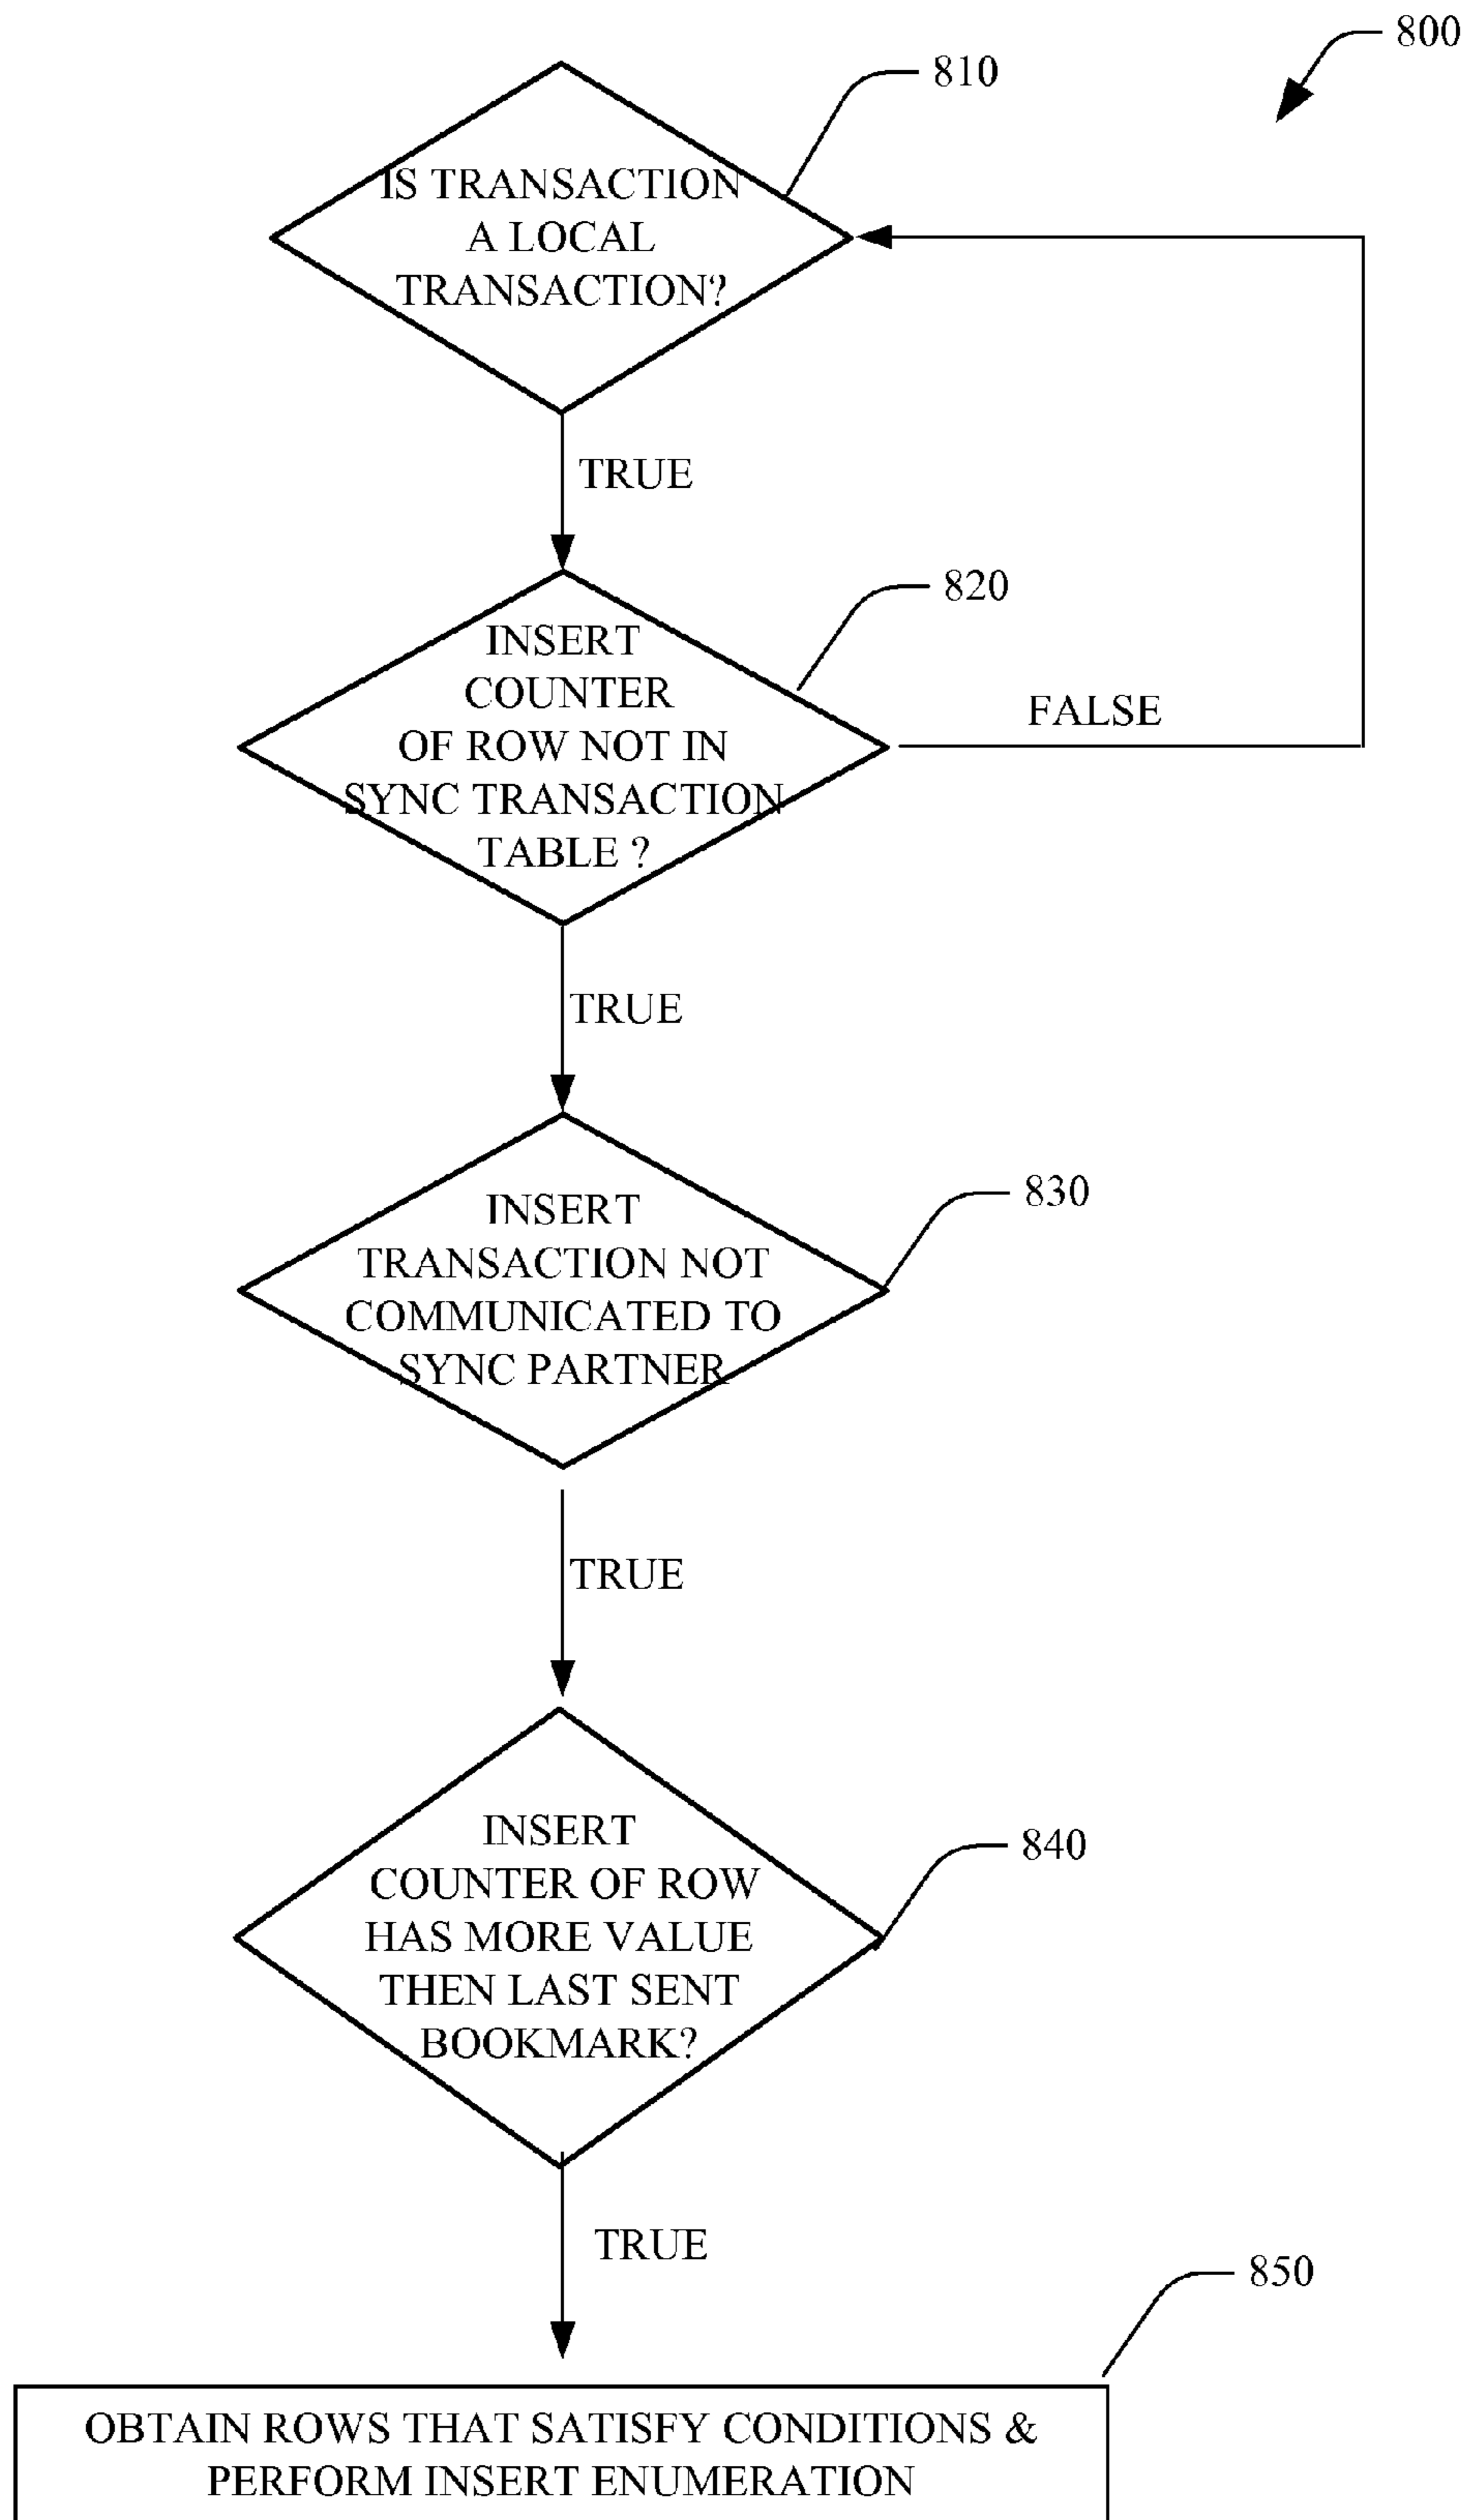 800
810
IS TRANSACTION
A LOCAL
TRANSACTION?
TRUE
820
INSERT
COUNTER
OF ROW NOT IN
SYNC TRANSACTION
TABLE ?
FALSE
TRUE
830
INSERT
TRANSACTION NOT
COMMUNICATED TO
SYNC PARTNER
TRUE
840
INSERT
COUNTER OF ROW
HAS MORE VALUE
THEN LAST SENT
BOOKMARK?
TRUE
850
OBTAIN ROWS THAT SATISFY CONDITIONS &
PERFORM INSERT ENUMERATION